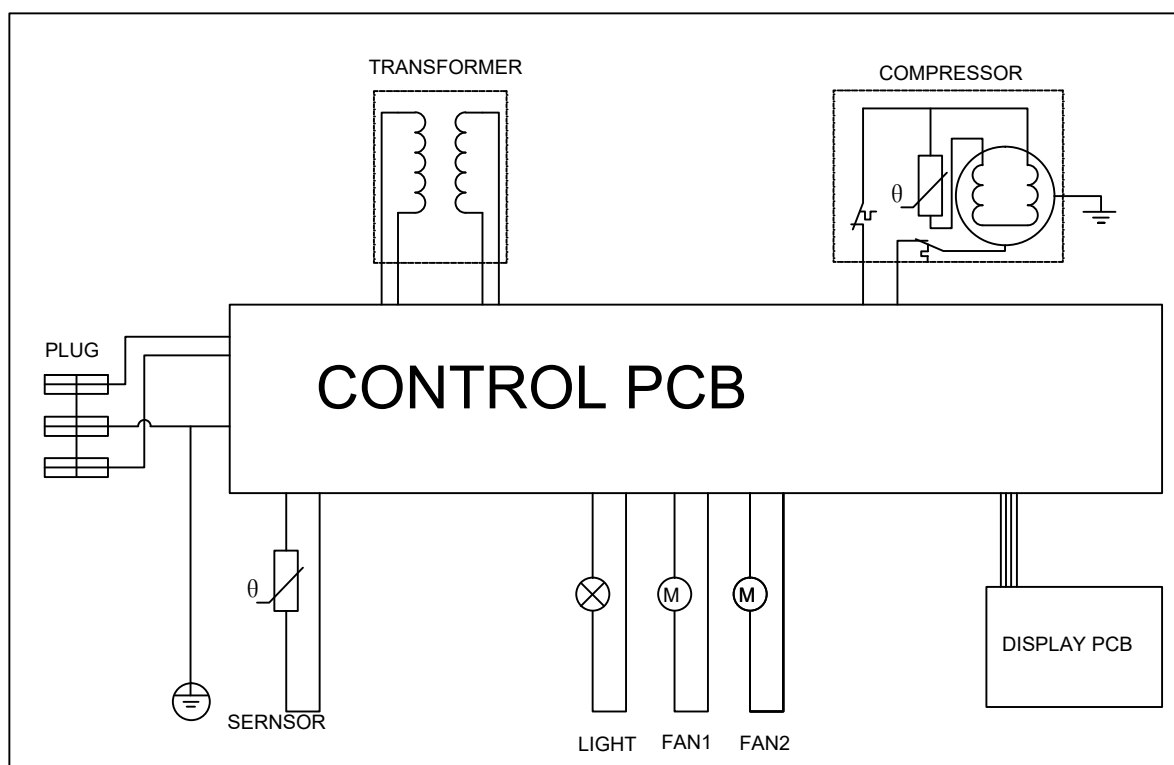 TRANSFORMER
COMPRESSOR
θ
PLUG
CONTROL PCB
θ
M
M
DISPLAY PCB
SERNSOR
LIGHT
FAN1
FAN2